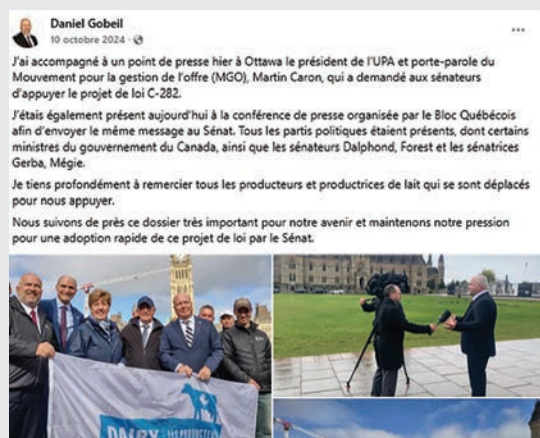 Daniel Gobeil
10 octobre 2024
J'ai accompagné à un point de presse hier à Ottawa le président de l'UPA et porte-parole du
Mouvement pour la gestion de l'offre (MGO), Martin Caron, qui a demandé aux sénateurs
d'appuyer le projet de loi C-282.
J'étais également présent aujourd'hui à la conférence de presse organisée par le Bloc Québécois
afin d'envoyer le même message au Sénat. Tous les partis politiques étaient présents, dont certains
ministres du gouvernement du Canada, ainsi que les sénateurs Dalphond, Forest et les sénatrices
Gerba, Mégie.
Je tiens profondément à remercier tous les producteurs et productrices de lait qui se sont déplacés
pour nous appuyer.
Nous suivons de près ce dossier très important pour notre avenir et maintenons notre pression
pour une adoption rapide de ce projet de loi par le Sénat.
DAIRY